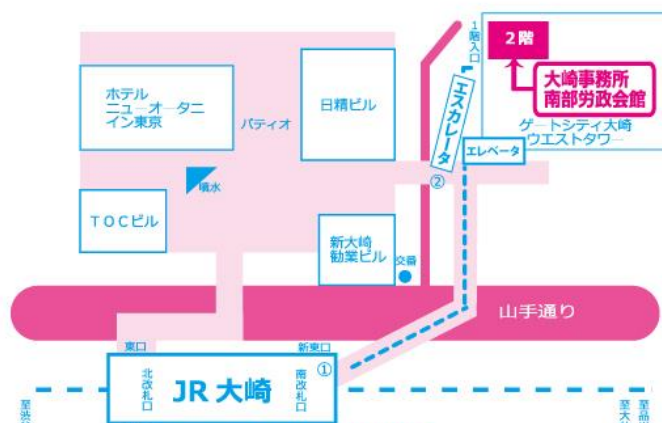 1階入口
2階
大崎事務所
南部労政会館
ゲートシティ大崎
ウエストタワー
エスカレータ
エレベータ
②
ホテル
ニューオータニ
イン東京
パティオ
日精ビル
噴水
TOCビル
新大崎
勧業ビル
交番
山手通り
東口
新東口
①
北改札口
JR 大崎
南改札口